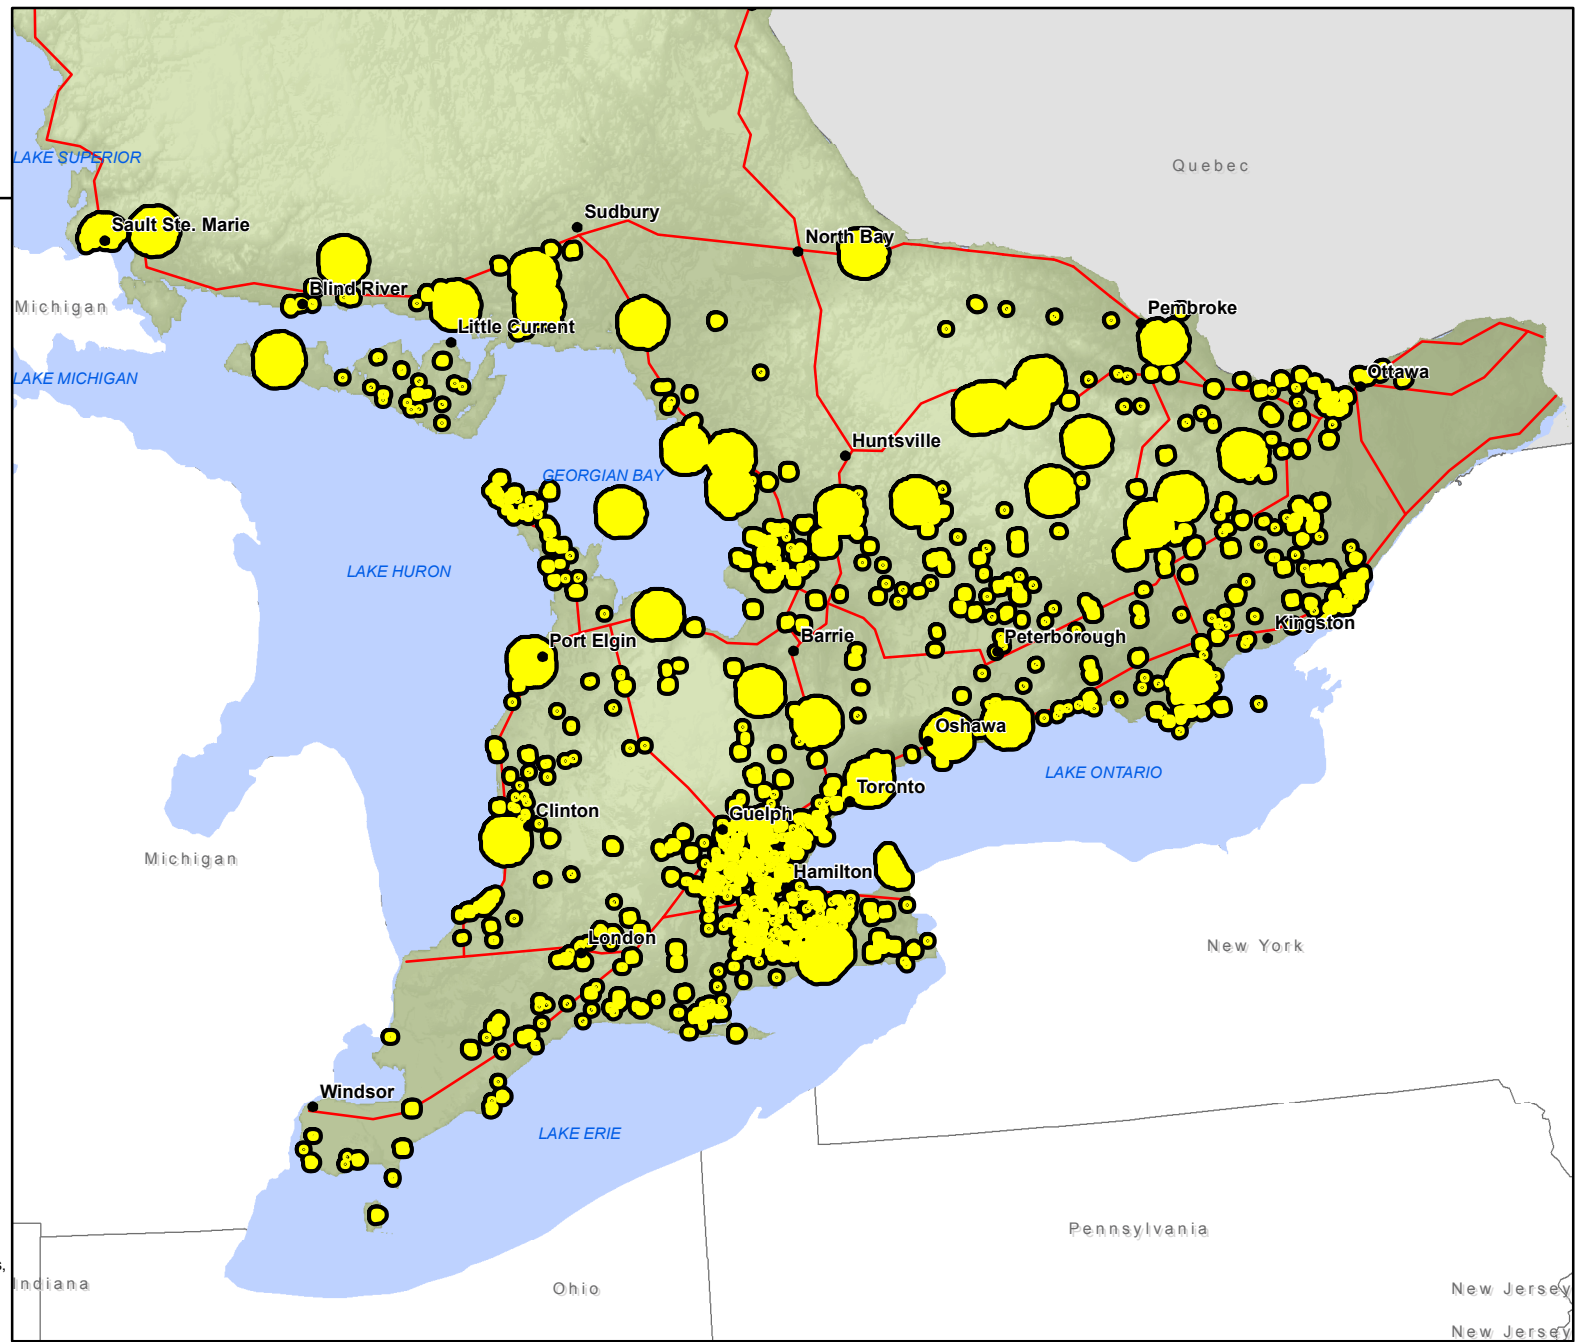 LAKE SUPERIOR
Quebec
Sudbury
Sault Ste. Marie
North Bay
Blind River
Michigan
Pembroke
Little Current
LAKE MICHIGAN
Ottawa
Huntsville
GEORGIAN BAY
LAKE HURON
Kingston
Port Elgin
Barrie
Peterborough
Oshawa
LAKE ONTARIO
Toronto
Clinton
Guelph
Michigan
Hamilton
London
New York
Windsor
LAKE ERIE
Pennsylvania
Indiana
Ohio
New Jersey
New Jersey